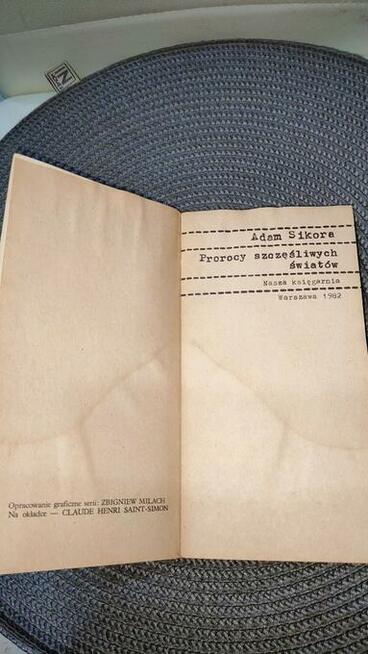 Opracowanie graficzne serii: ZBIGNIEW MILACH
Na okładce — CLAUDE HENRI SAINT-SIMON
Adam Sikora
Prorocy szczęśliwych
światów
Nasza księgarnia
Warszawa 1982